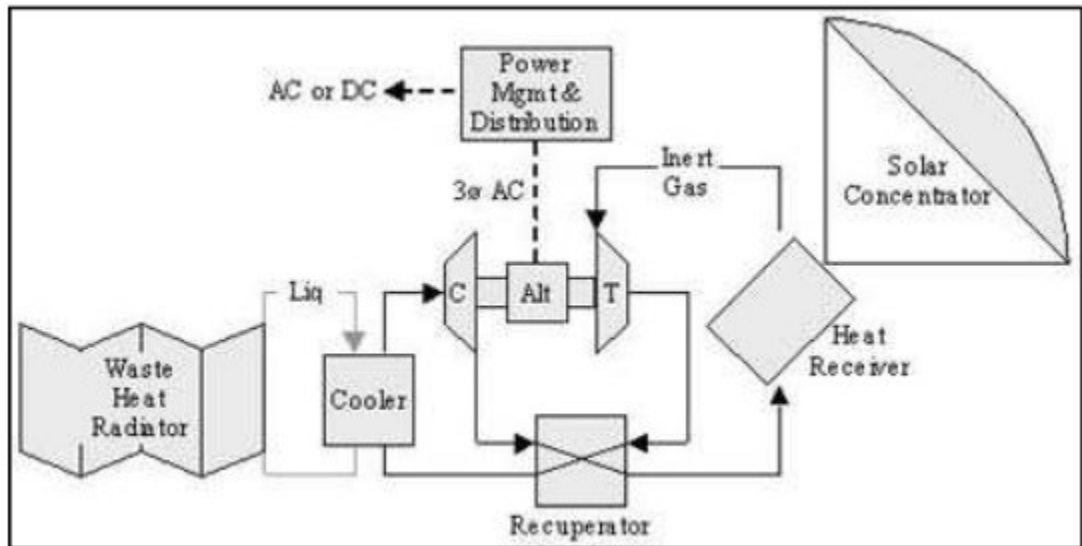 Power
Mgmt &
Distribution
AC or DC
3ø AC
Inert
Gas
Solar
Concentrator
C
Alt
T
Liq
Heat
Receiver
Waste
Heat
Radiator
Cooler
Recuperator